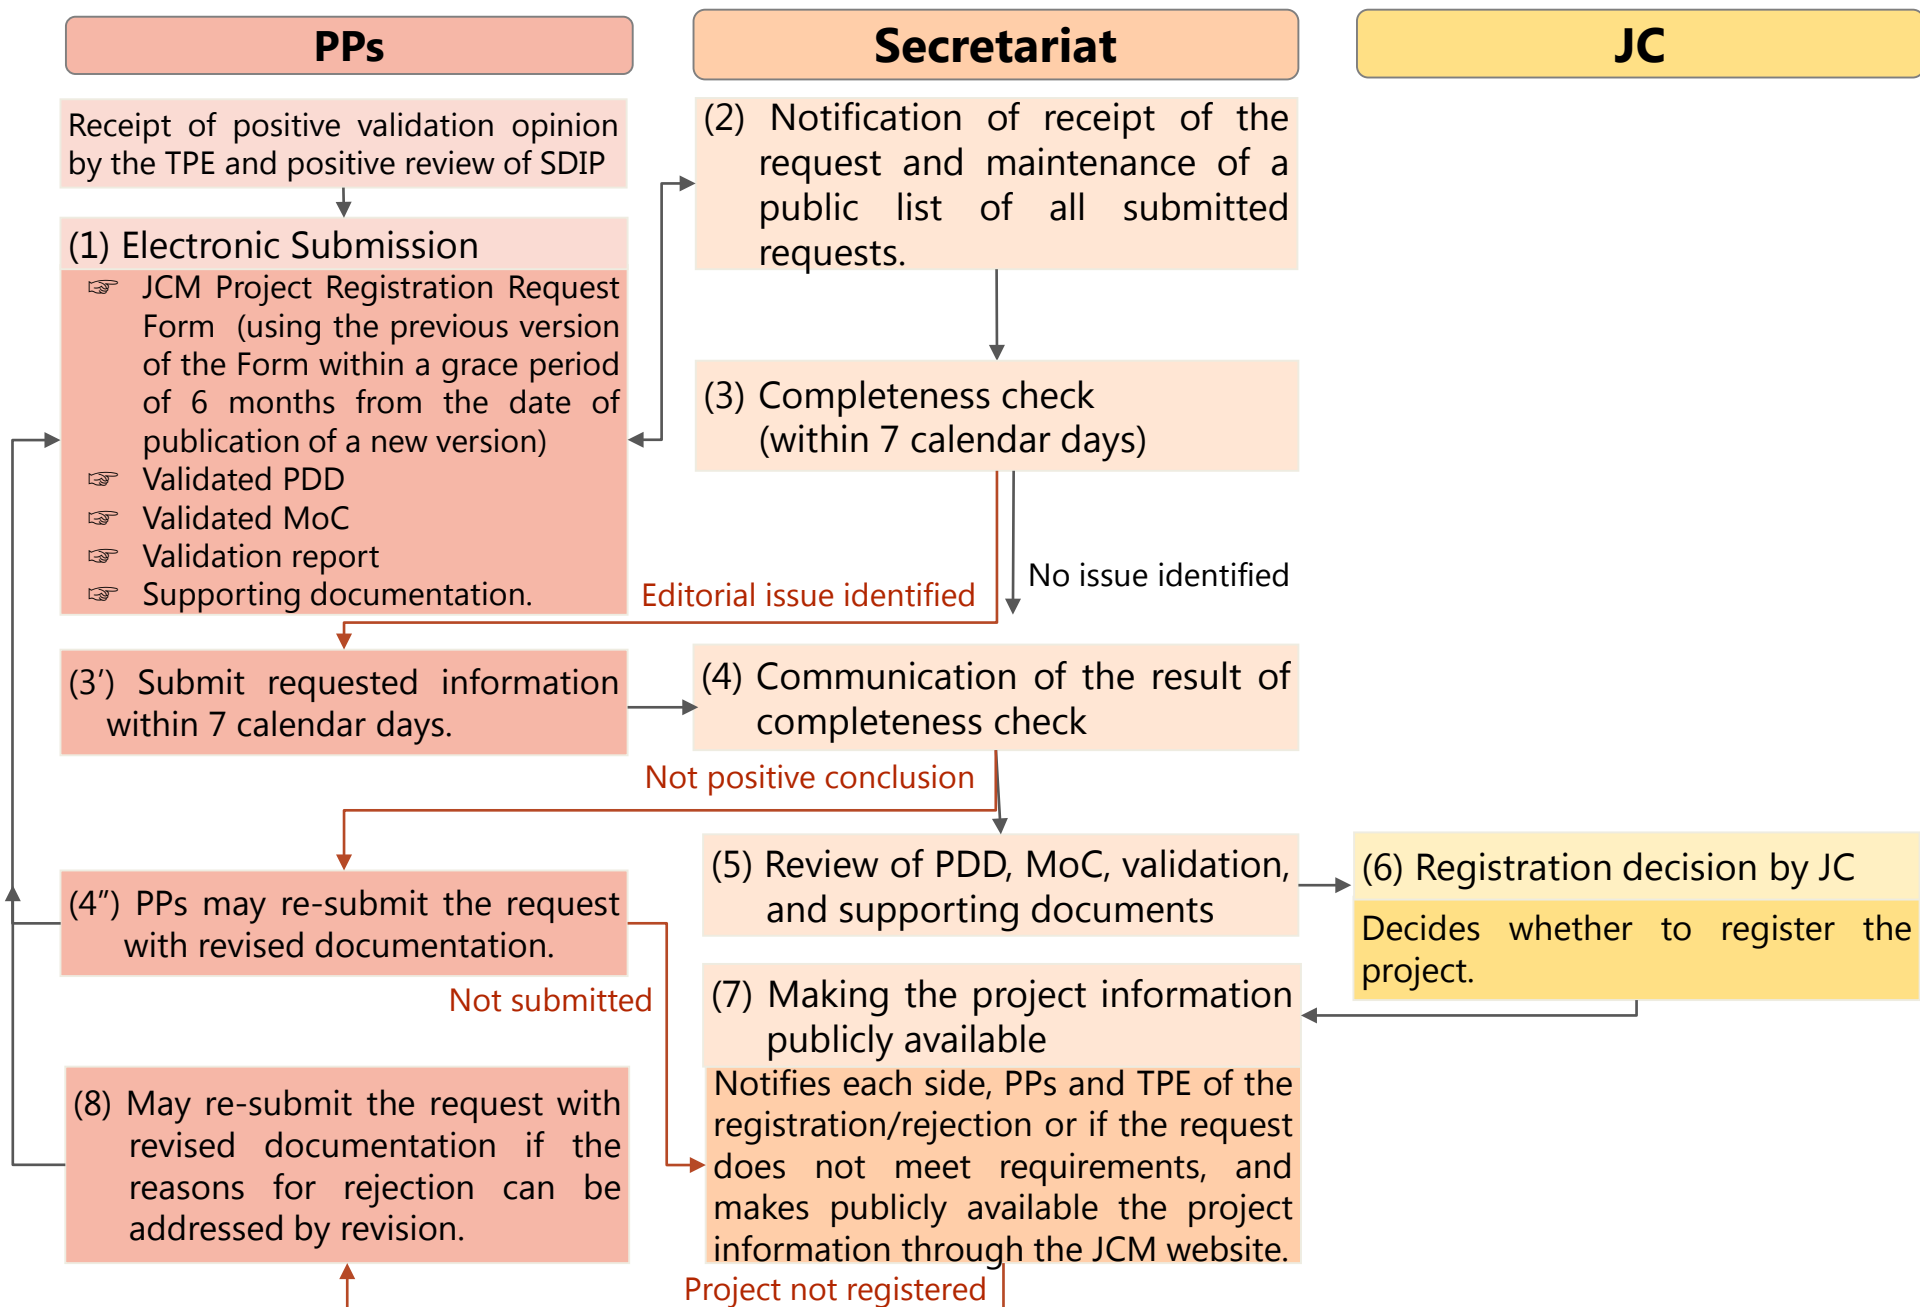 PPs
Secretariat
JC
Receipt of positive validation opinion
by the TPE and positive review of SDIP
(1) Electronic Submission
☞ JCM Project Registration Request
Form (using the previous version
of the Form within a grace period
of 6 months from the date of
publication of a new version)
☞ Validated PDD
☞ Validated MoC
☞ Validation report
☞ Supporting documentation.
(2) Notification of receipt of the
request and maintenance of a
public list of all submitted
requests.
(3) Completeness check
(within 7 calendar days)
Editorial issue identified
No issue identified
(3') Submit requested information
within 7 calendar days.
(4) Communication of the result of
completeness check
Not positive conclusion
(4") PPs may re-submit the request
with revised documentation.
Not submitted
(5) Review of PDD, MoC, validation,
and supporting documents
(6) Registration decision by JC
Decides whether to register the
project.
(7) Making the project information
publicly available
Notifies each side, PPs and TPE of the
registration/rejection or if the request
does not meet requirements, and
makes publicly available the project
information through the JCM website.
(8) May re-submit the request with
revised documentation if the
reasons for rejection can be
addressed by revision.
Project not registered